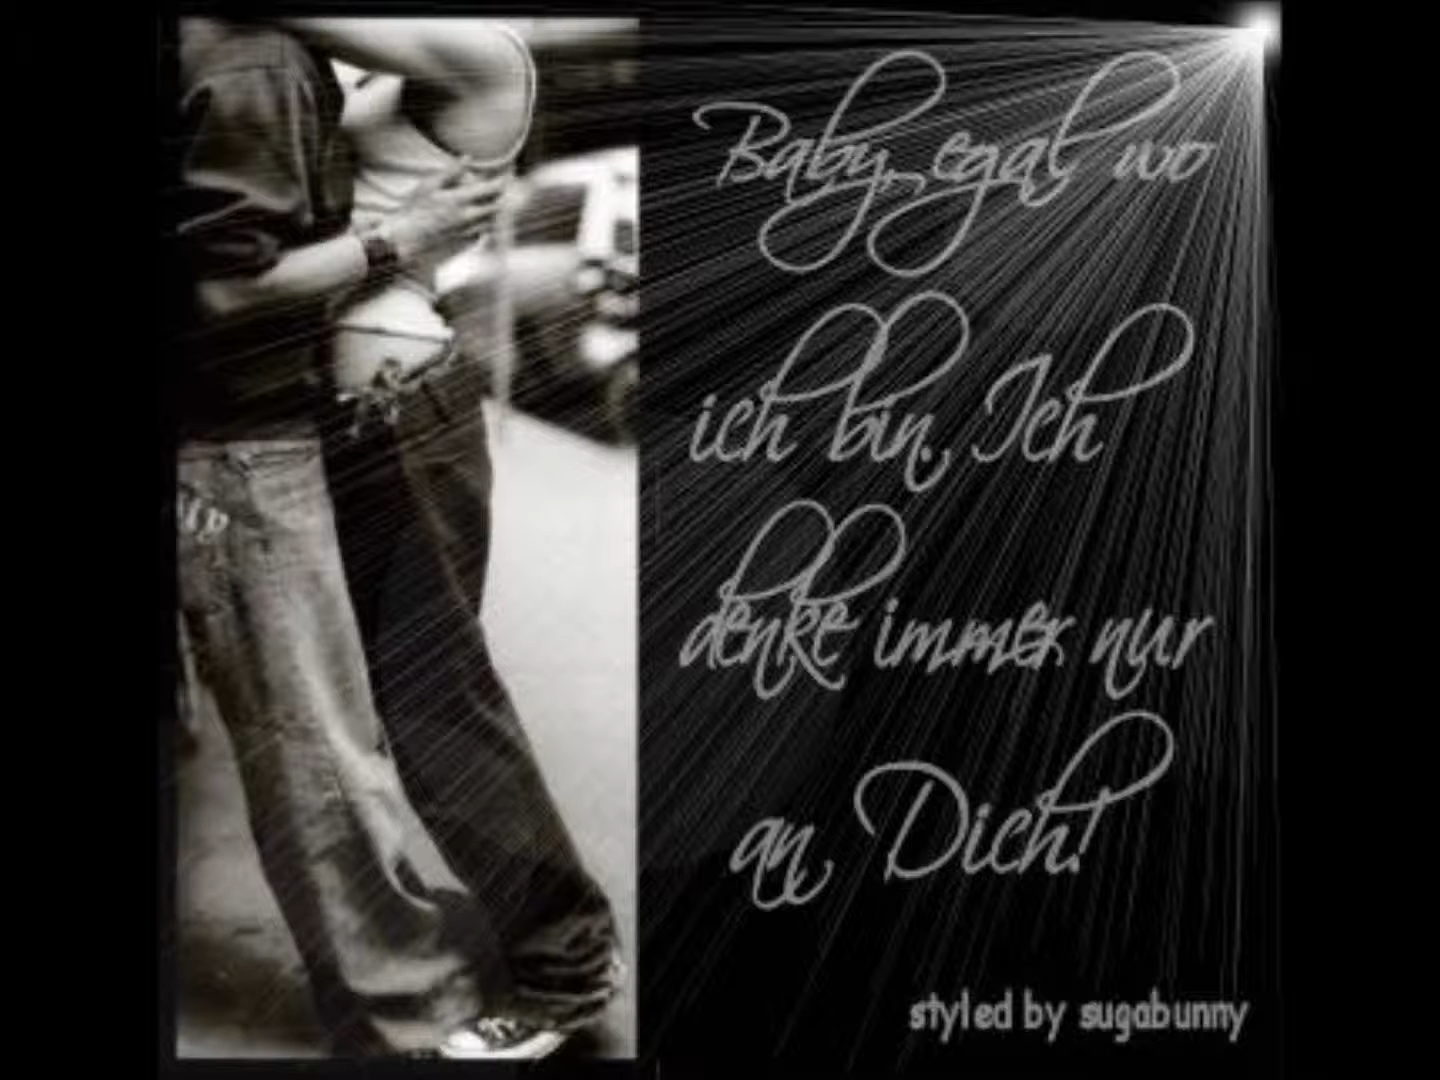 Baby, egal wo
ich bin. Ich
denke immer nur
an Dich!
styled by sugabunny